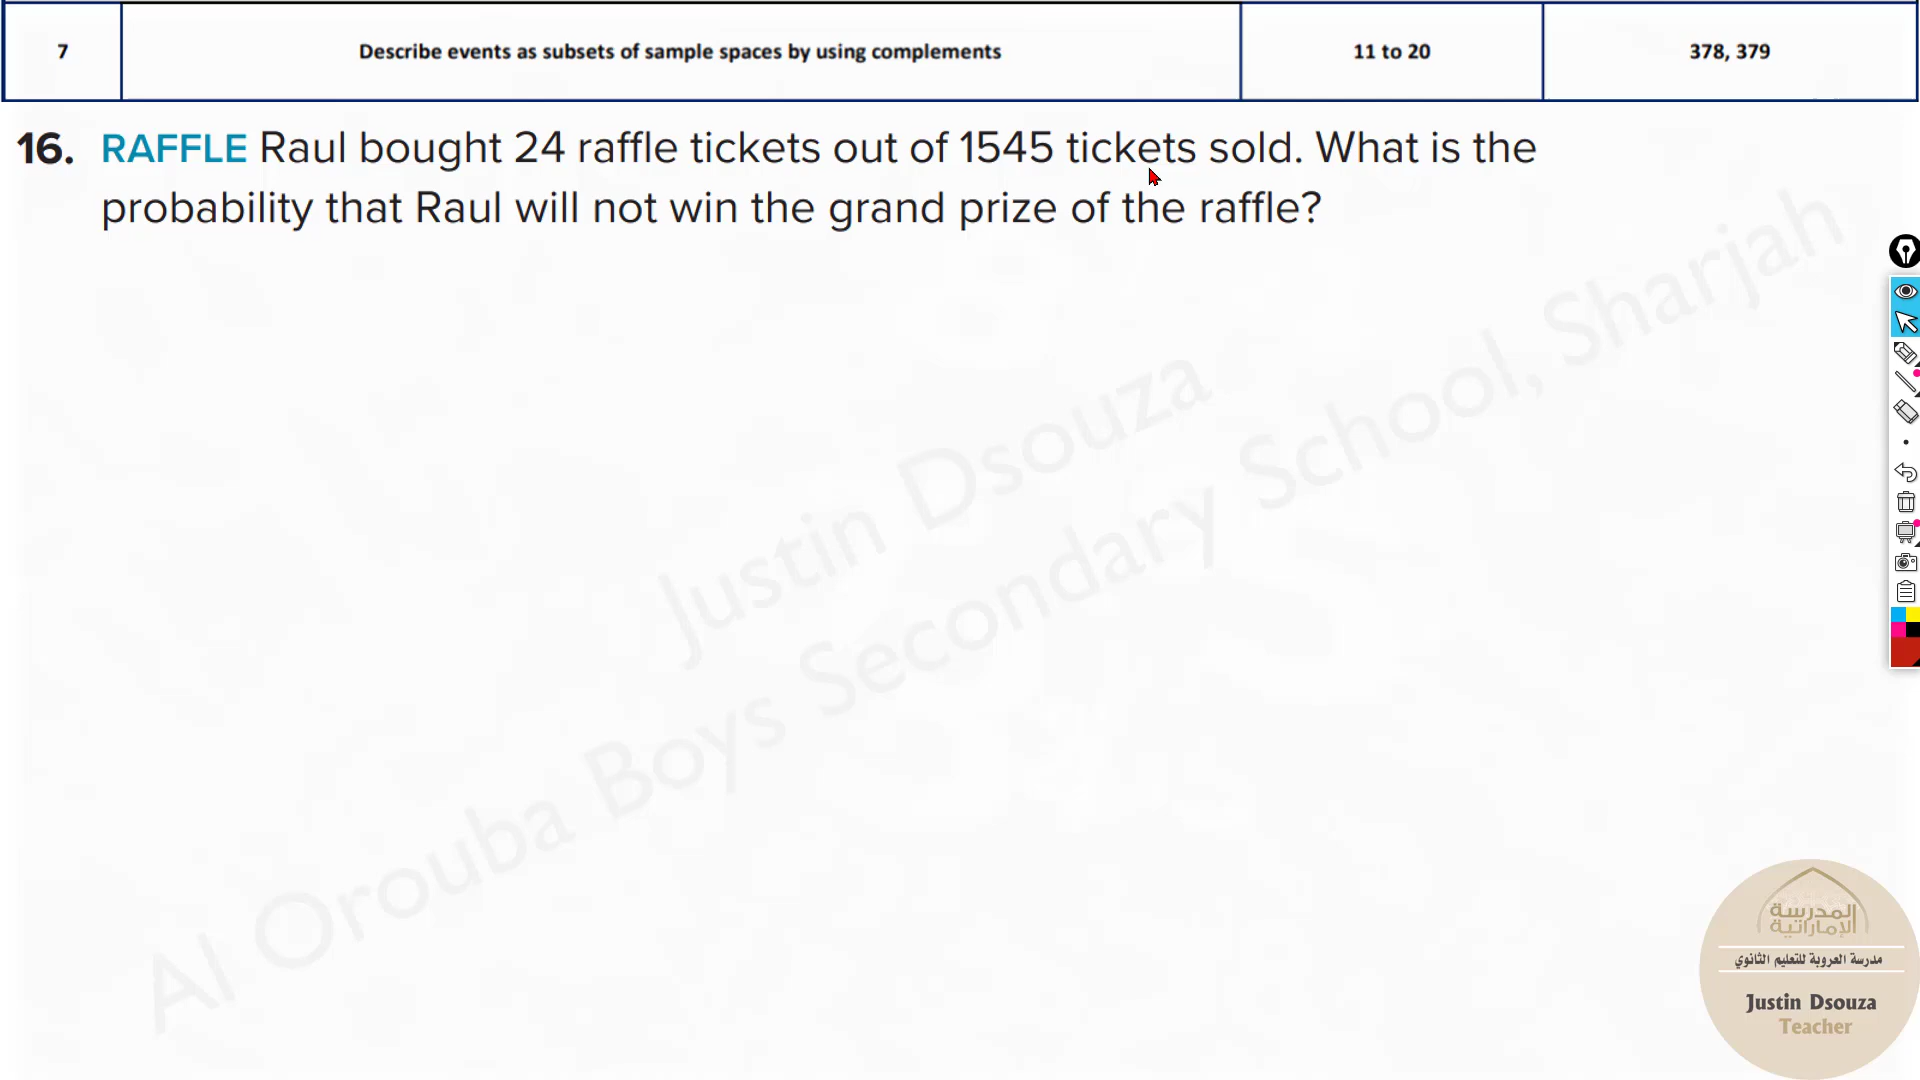 7 Describe events as subsets of sample spaces by using complements 11 to 20 378, 379
16. RAFFLE Raul bought 24 raffle tickets out of 1545 tickets sold. What is the
probability that Raul will not win the grand prize of the raffle?
Justin Dsouza
Al Orouba Boys Secondary School, Sharjah
المدرسة
الإماراتية
مدرسة العروبة للتعليم الثانوي
Justin Dsouza
Teacher